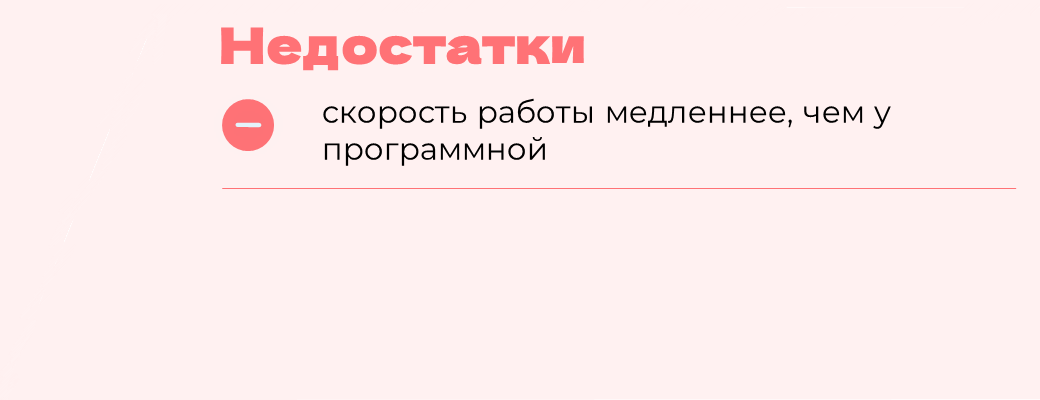 Недостатки
скорость работы медленнее, чем у
программной